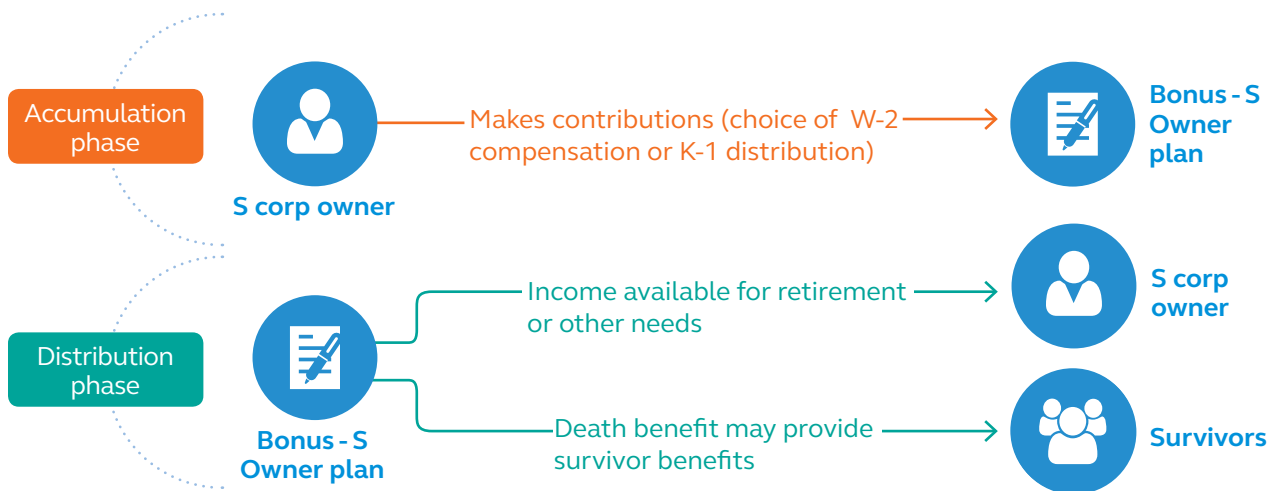 Accumulation
phase
S corp owner
Makes contributions (choice of W-2
compensation or K-1 distribution)
Bonus - S
Owner
plan
Distribution
phase
Bonus - S
Owner plan
Income available for retirement
or other needs
S corp
owner
Death benefit may provide
survivor benefits
Survivors